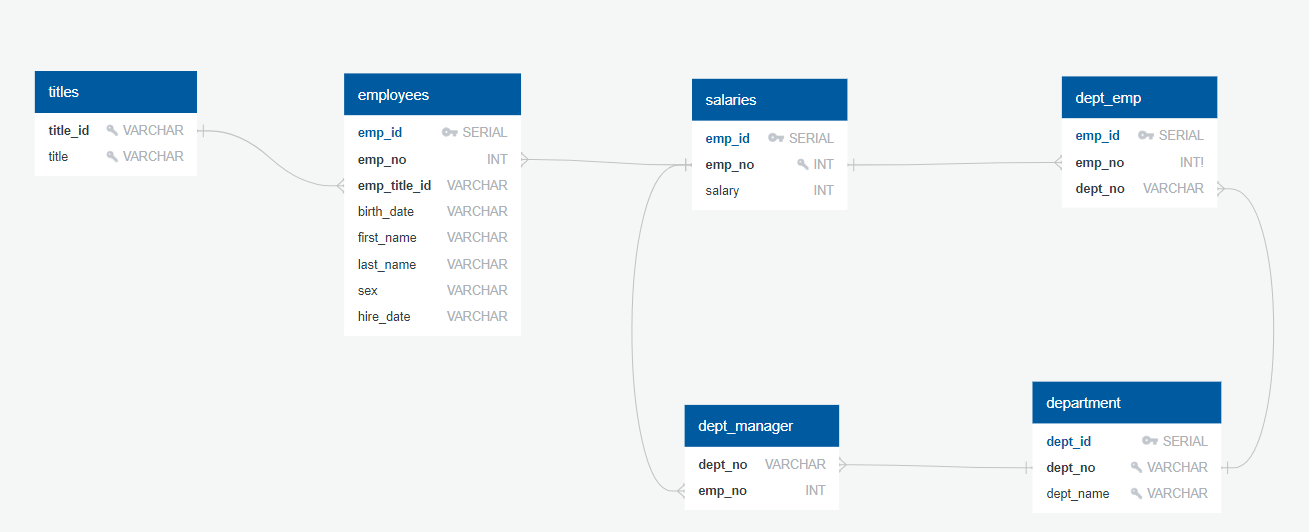 titles
title_id VARCHAR
title VARCHAR
employees
emp_id SERIAL
emp_no INT
emp_title_id VARCHAR
birth_date VARCHAR
first_name VARCHAR
last_name VARCHAR
sex VARCHAR
hire_date VARCHAR
salaries
emp_id SERIAL
emp_no INT
salary INT
dept_emp
emp_id SERIAL
emp_no INT!
dept_no VARCHAR
dept_manager
dept_no VARCHAR
emp_no INT
department
dept_id SERIAL
dept_no VARCHAR
dept_name VARCHAR